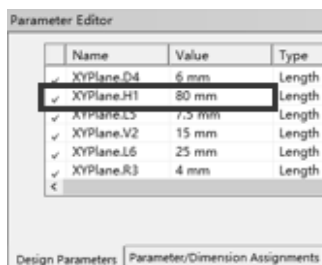 Parameter Editor
Name Value Type
XYPlane.D4 6 mm Length
XYPlane.H1 80 mm Length
XYPlane.L5 7.5 mm Length
XYPlane.V2 15 mm Length
XYPlane.L6 25 mm Length
XYPlane.R3 4 mm Length
Design Parameters Parameter/Dimension Assignments